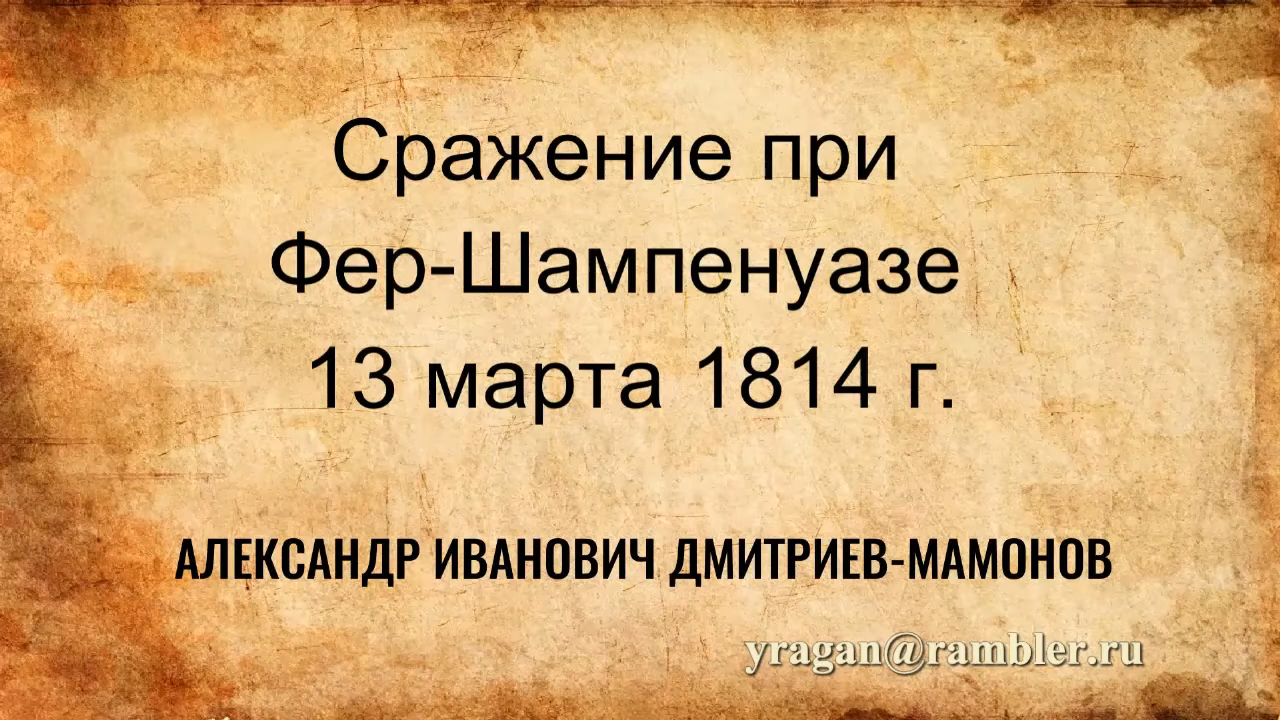 Сражение при
Фер-Шампенуазе
13 марта 1814 г.
АЛЕКСАНДР ИВАНОВИЧ ДМИТРИЕВ-МАМОНОВ
yragan@rambler.ru